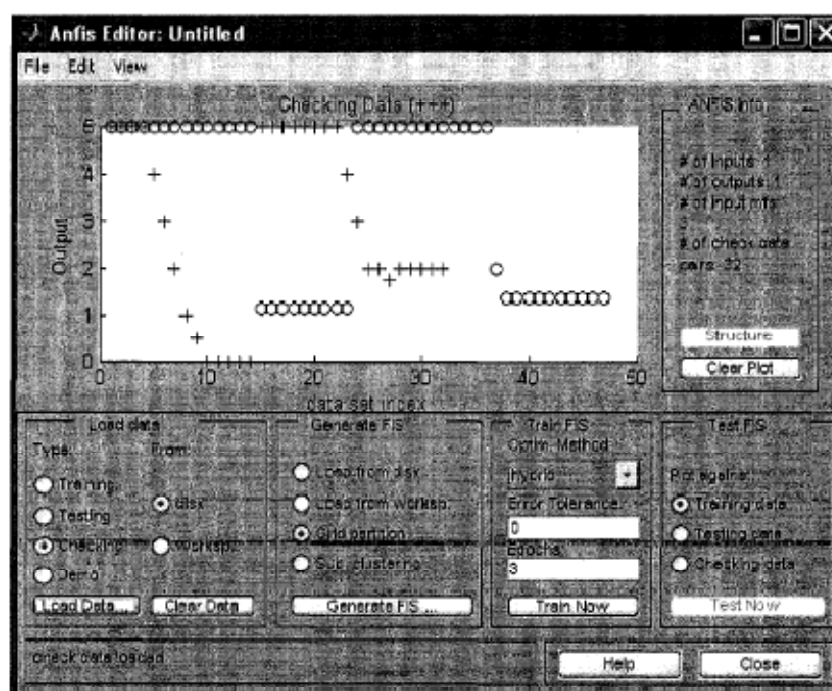 Anfis Editor: Untitled
File Edit View
Checking Data (+++)
5
4
3
2
1
0
Output
0 10 20 30 40 50
data set index
ANFIS Info
# of inputs: 1
# of outputs: 1
# of input mfs:
# of check data
pairs: 32
Structure
Clear Plot
Load data
Type: From:
Training
Testing
Checking
Demo
disk
worksp.
Load Data... Clear Data
Generate FIS
Load from disk
Load from worksp.
Grid partition
Sub. clustering
Generate FIS ...
Train FIS
Optim. Method:
hybrid
Error Tolerance:
0
Epochs:
3
Train Now
Test FIS
Plot against:
Training data
Testing data
Checking data
Test Now
check data loaded
Help Close